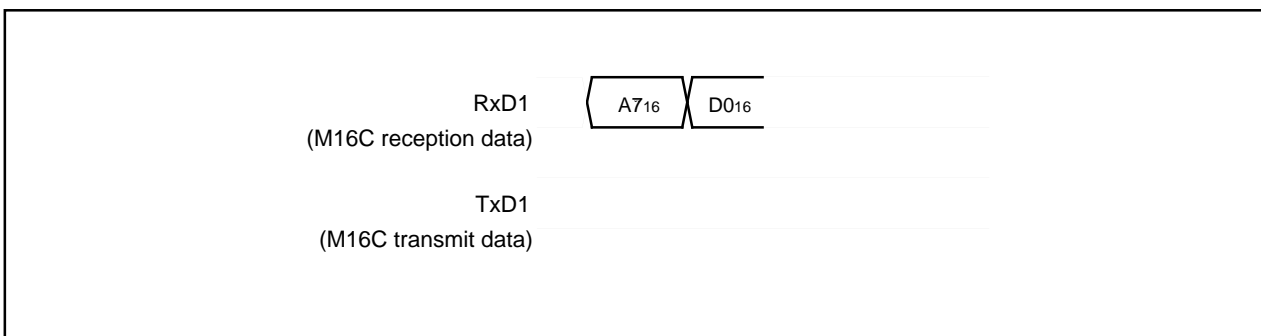 RxD1 A716 D016
(M16C reception data)
TxD1
(M16C transmit data)